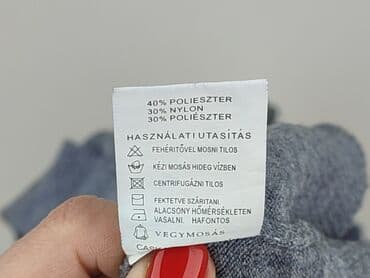 40% POLIESZTER
30% NYLON
30% POLIÉSZTER
HASZNÁLATI UTASÍTÁS
FEHÉRÍTŐVEL MOSNI TILOS
KÉZI MOSÁS HIDEG VÍZBEN
CENTRIFUGÁZNI TILOS
FEKTETVE SZÁRÍTANI.
ALACSONY HŐMÉRSÉKLETEN
VASALNI. HAFONTOS
VEGYMOSÁS